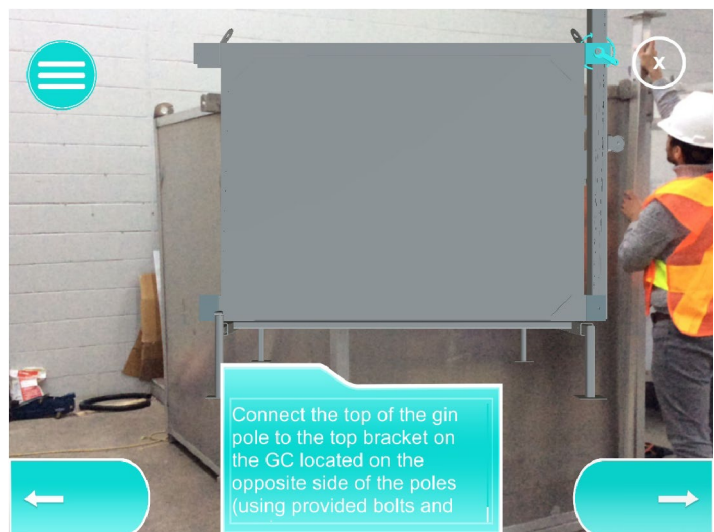 X
Connect the top of the gin
pole to the top bracket on
the GC located on the
opposite side of the poles
(using provided bolts and